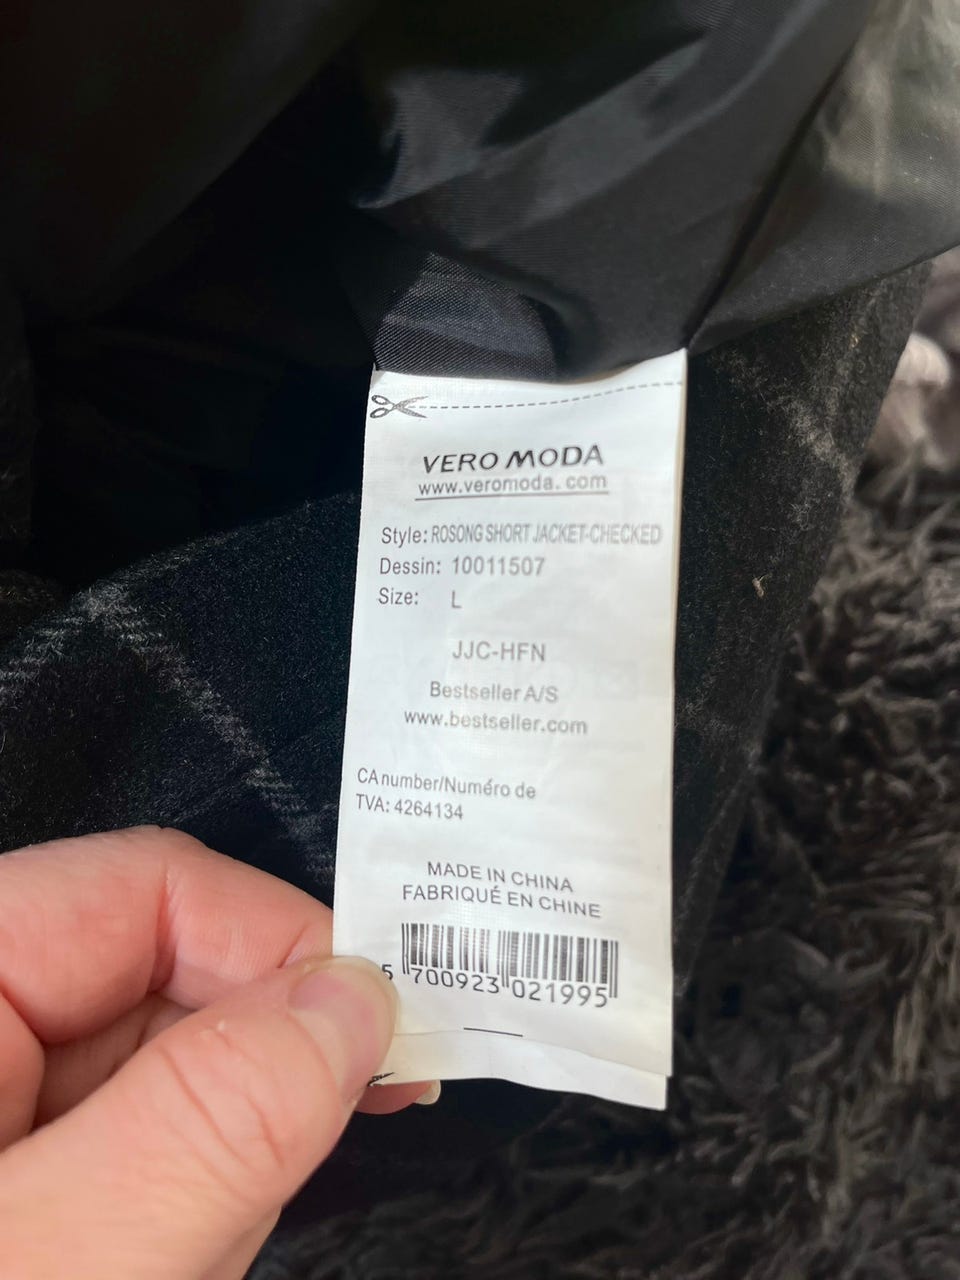 VERO MODA
www.veromoda.com
Style: ROSONG SHORT JACKET-CHECKED
Dessin: 10011507
Size: L
JJC-HFN
Bestseller A/S
www.bestseller.com
CA number/Numéro de
TVA: 4264134
MADE IN CHINA
FABRIQUÉ EN CHINE
5 700923 021995